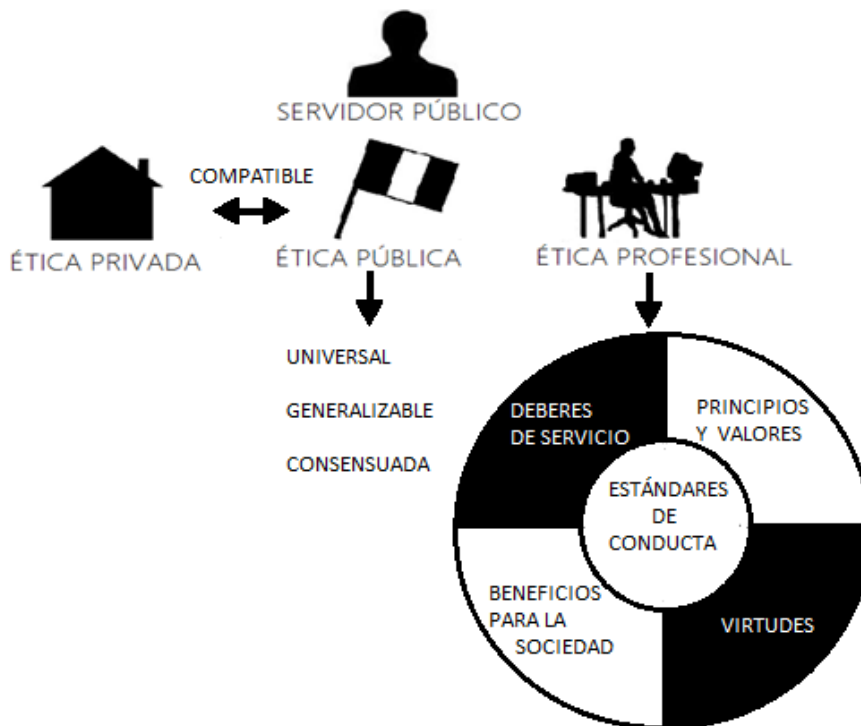 SERVIDOR PÚBLICO
COMPATIBLE
ÉTICA PRIVADA
ÉTICA PÚBLICA
ÉTICA PROFESIONAL
UNIVERSAL
GENERALIZABLE
CONSENSUADA
DEBERES
DE SERVICIO
PRINCIPIOS
Y VALORES
ESTÁNDARES
DE
CONDUCTA
BENEFICIOS
PARA LA
SOCIEDAD
VIRTUDES